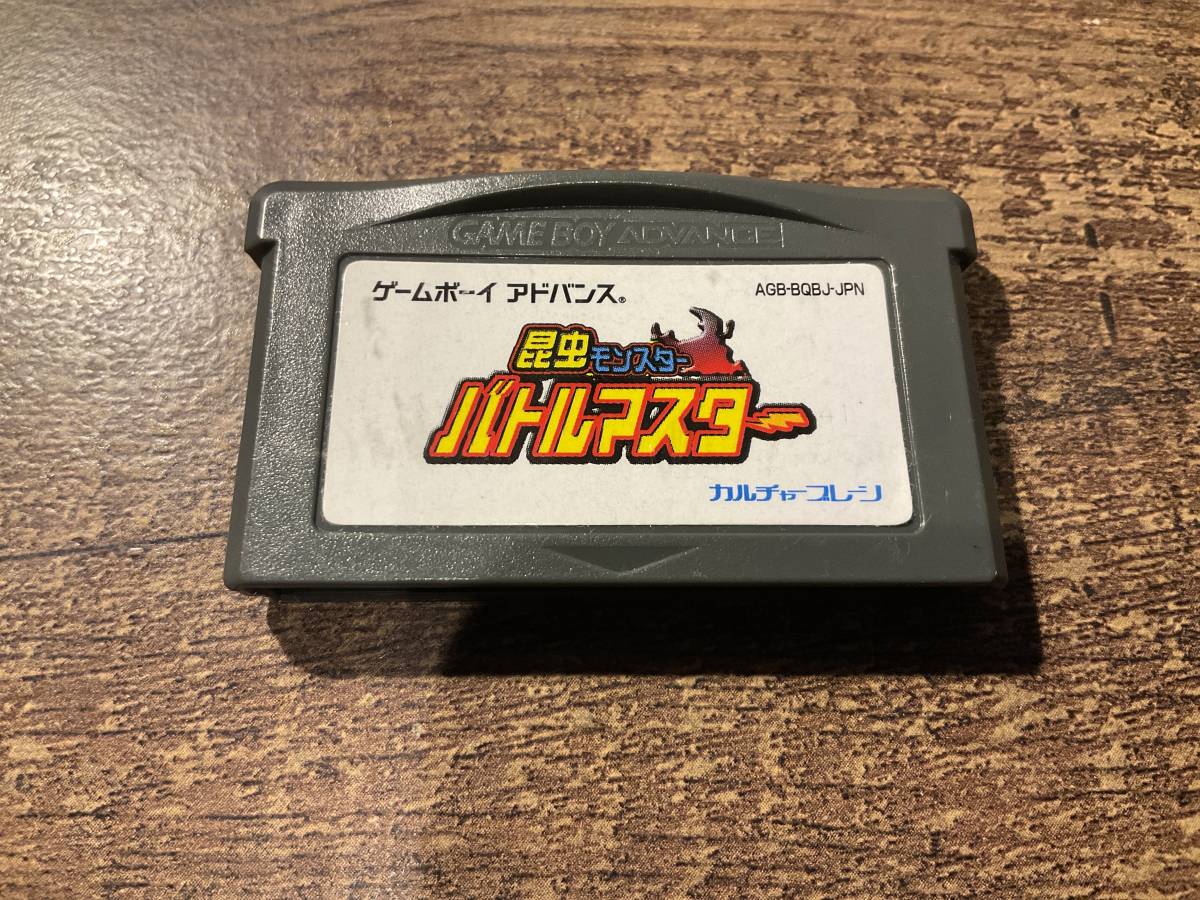 GAME BOY ADVANCE
ゲームボーイ アドバンス®
AGB-BQBJ-JPN
昆虫モンスター
バトルマスター
カルチャーブレーン